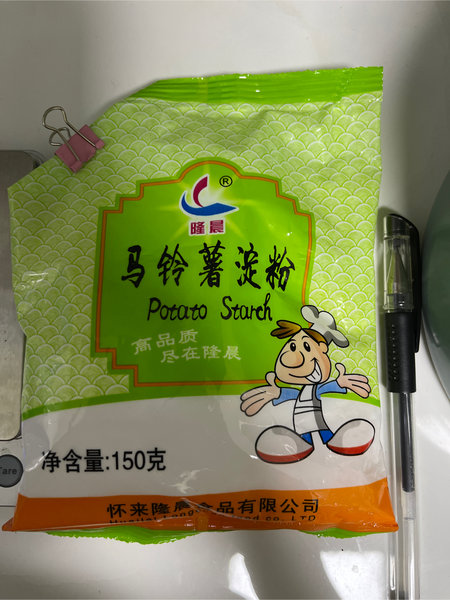 ®
隆晨
马铃薯淀粉
Potato Starch
高品质
尽在隆晨
净含量:150克
Tare
怀来隆晨食品有限公司